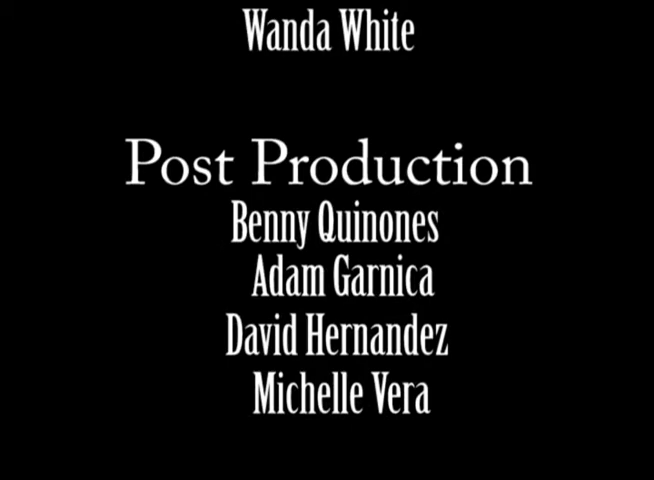 Wanda White
Post Production
Benny Quinones
Adam Garnica
David Hernandez
Michelle Vera